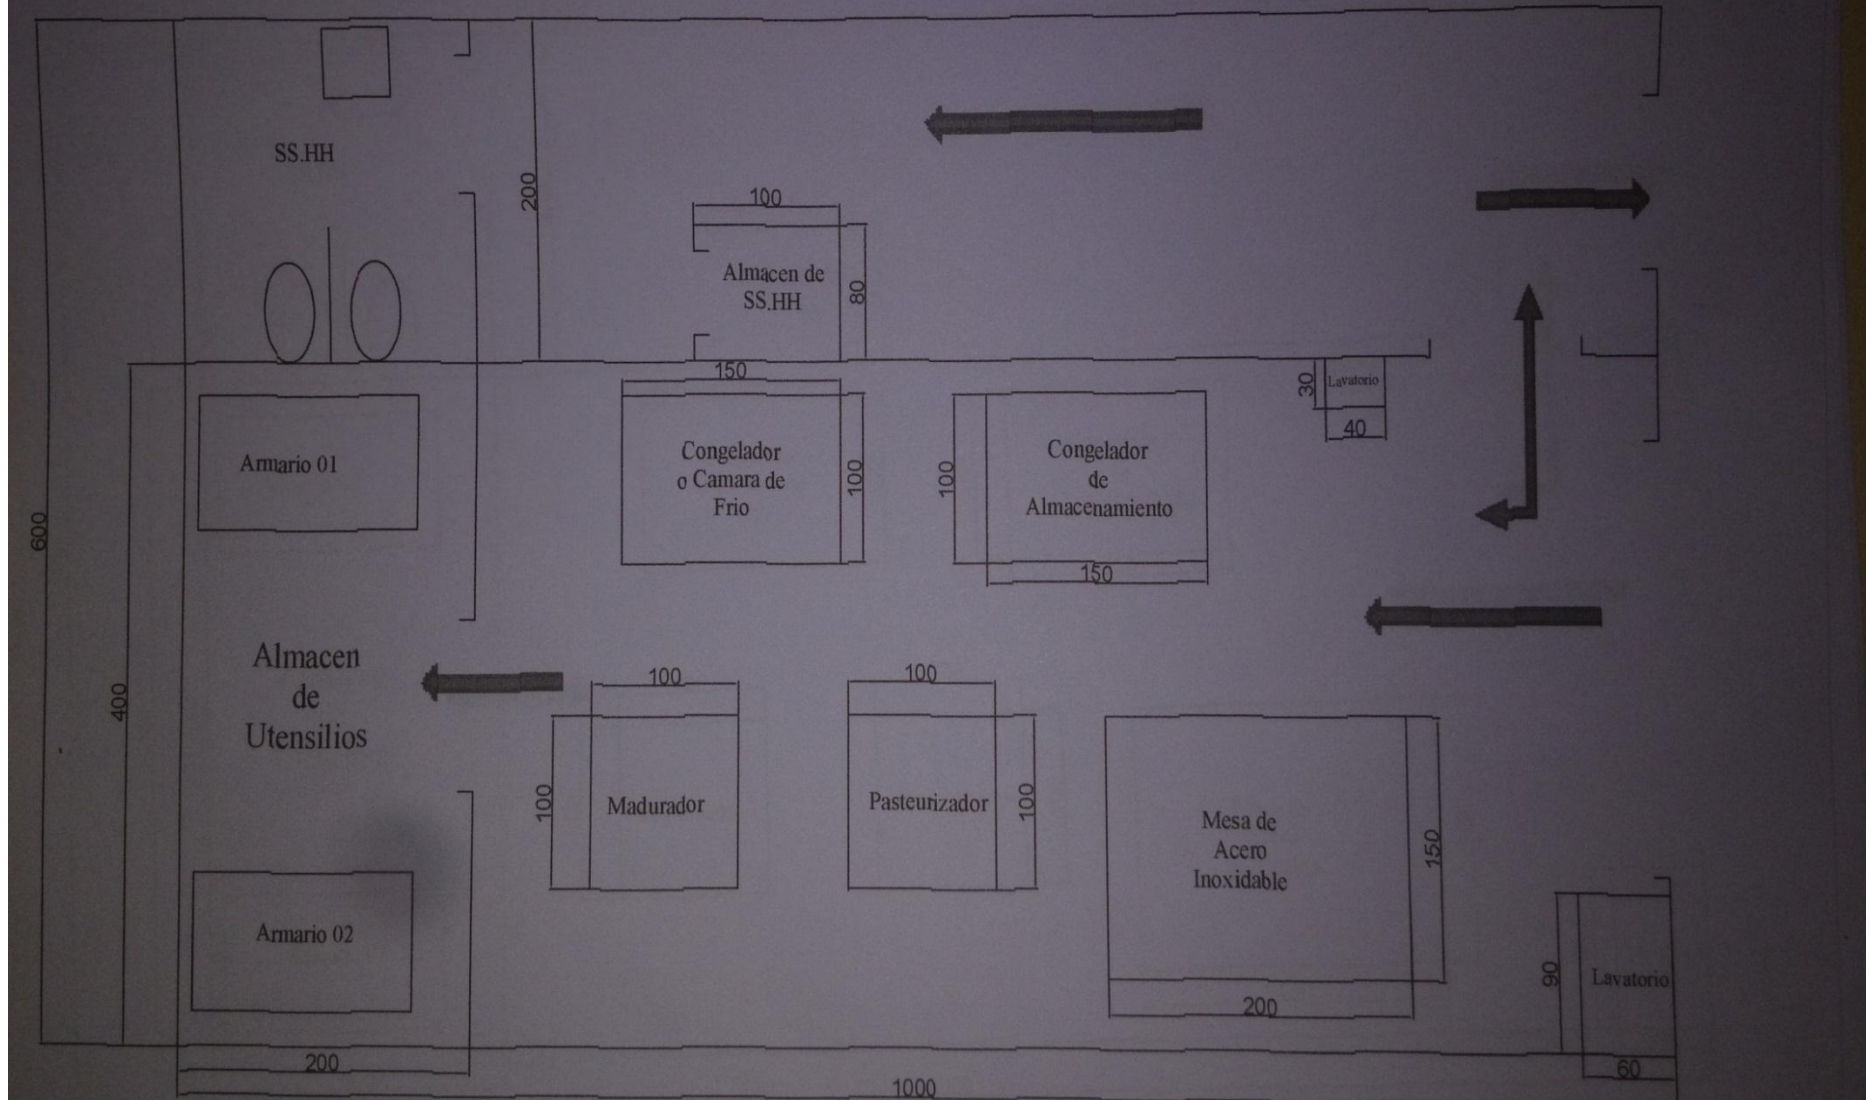 SS.HH
200
100
Almacen de
SS.HH
80
Lavatorio
30
40
600
400
Armario 01
150
Congelador
o Camara de
Frio
100
100
Congelador
de
Almacenamiento
150
Almacen
de
Utensilios
100
100
Madurador
100
Pasteurizador
100
Mesa de
Acero
Inoxidable
150
200
Armario 02
90
Lavatorio
60
200
1000